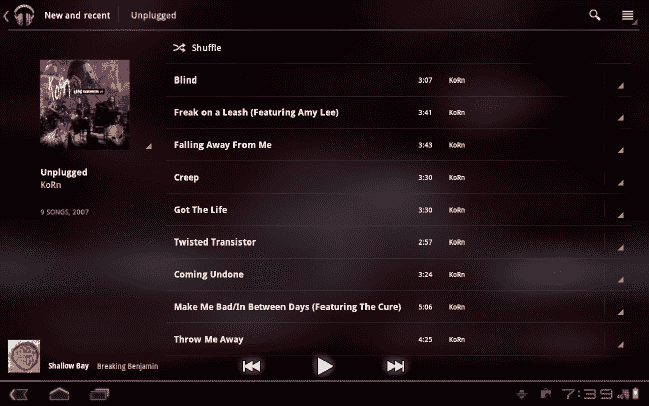 New and recent Unplugged
Shuffle
Blind 3:07 KoRn
Freak on a Leash (Featuring Amy Lee) 3:41 KoRn
Falling Away From Me 3:43 KoRn
Creep 3:30 KoRn
Got The Life 3:30 KoRn
Twisted Transistor 2:57 KoRn
Coming Undone 3:24 KoRn
Make Me Bad/In Between Days (Featuring The Cure) 5:06 KoRn
Throw Me Away 4:25 KoRn
Unplugged
KoRn
9 SONGS, 2007
Shallow Bay Breaking Benjamin
7:39